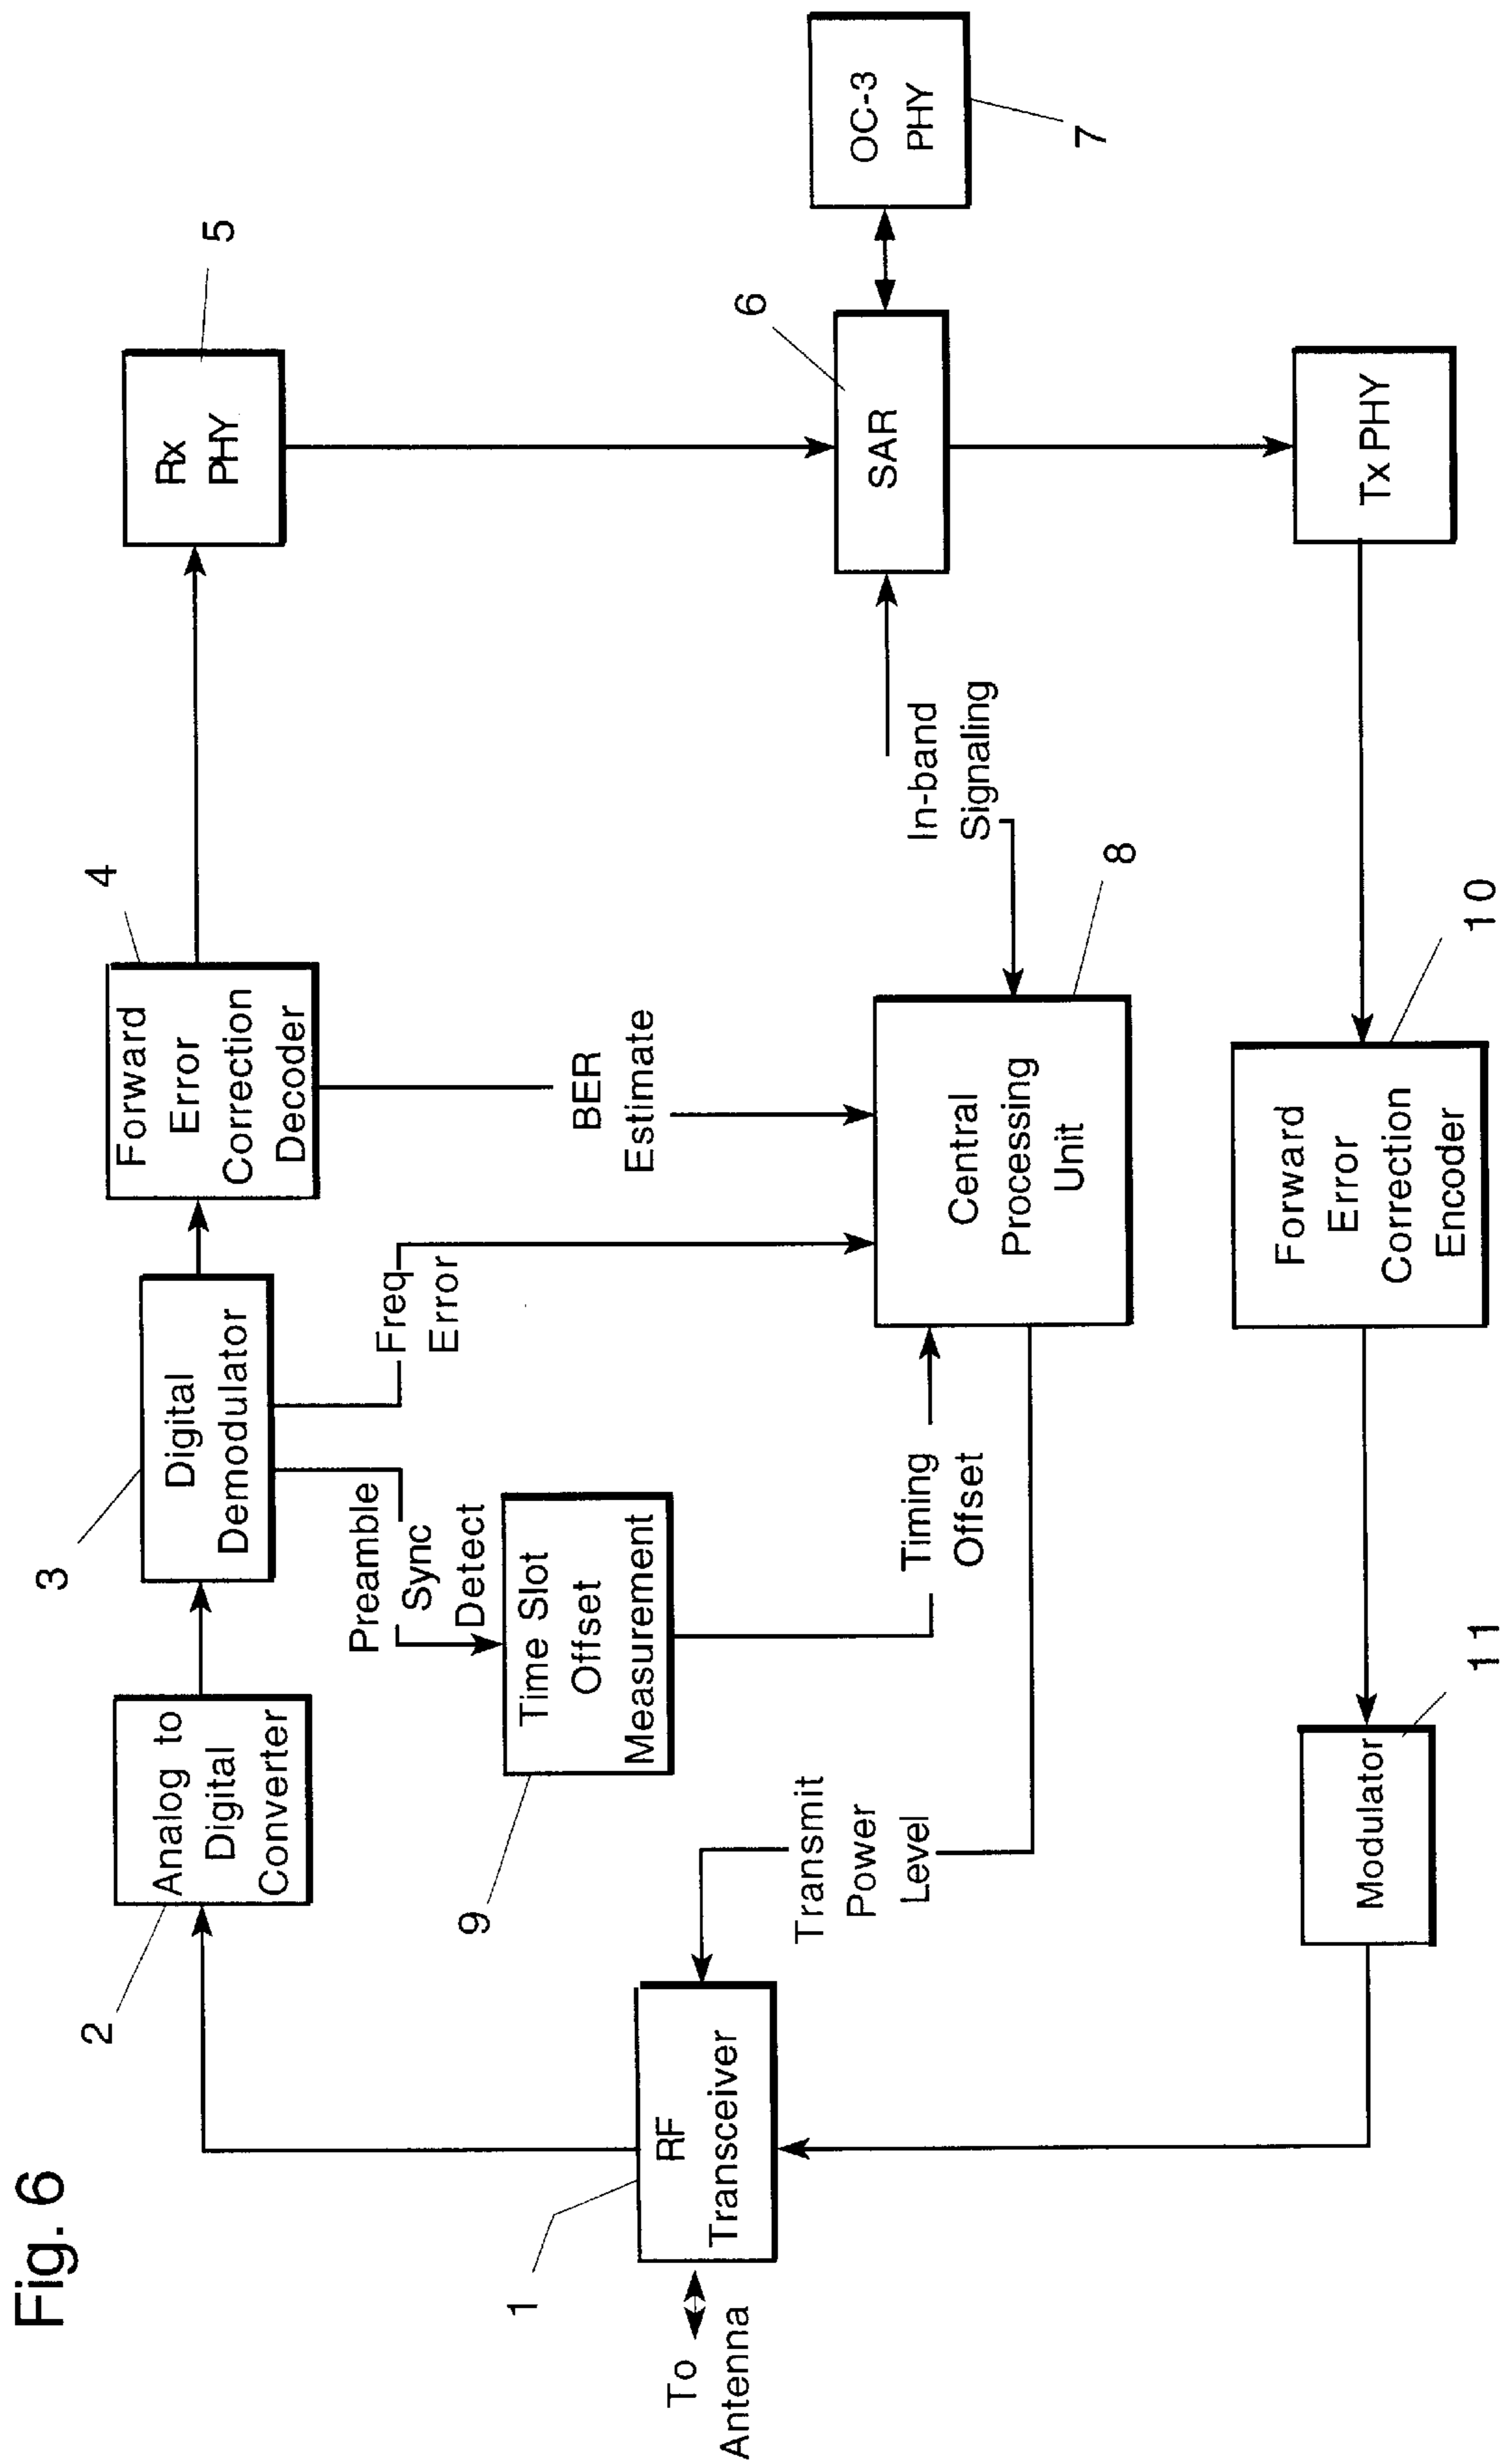 Fig. 6
2
Analog to
Digital
Converter
3
Digital
Demodulator
4
Forward
Error
Correction
Decoder
Rx
PHY
5
Preamble
Sync
Detect
Freq
Error
BER
Estimate
9
Time Slot
Offset
Measurement
1
To
Antenna
RF
Transceiver
Transmit
Power
Level
Timing
Offset
Central
Processing
Unit
8
In-band
Signaling
6
SAR
OC-3
PHY
7
Modulator
11
Forward
Error
Correction
Encoder
10
Tx PHY